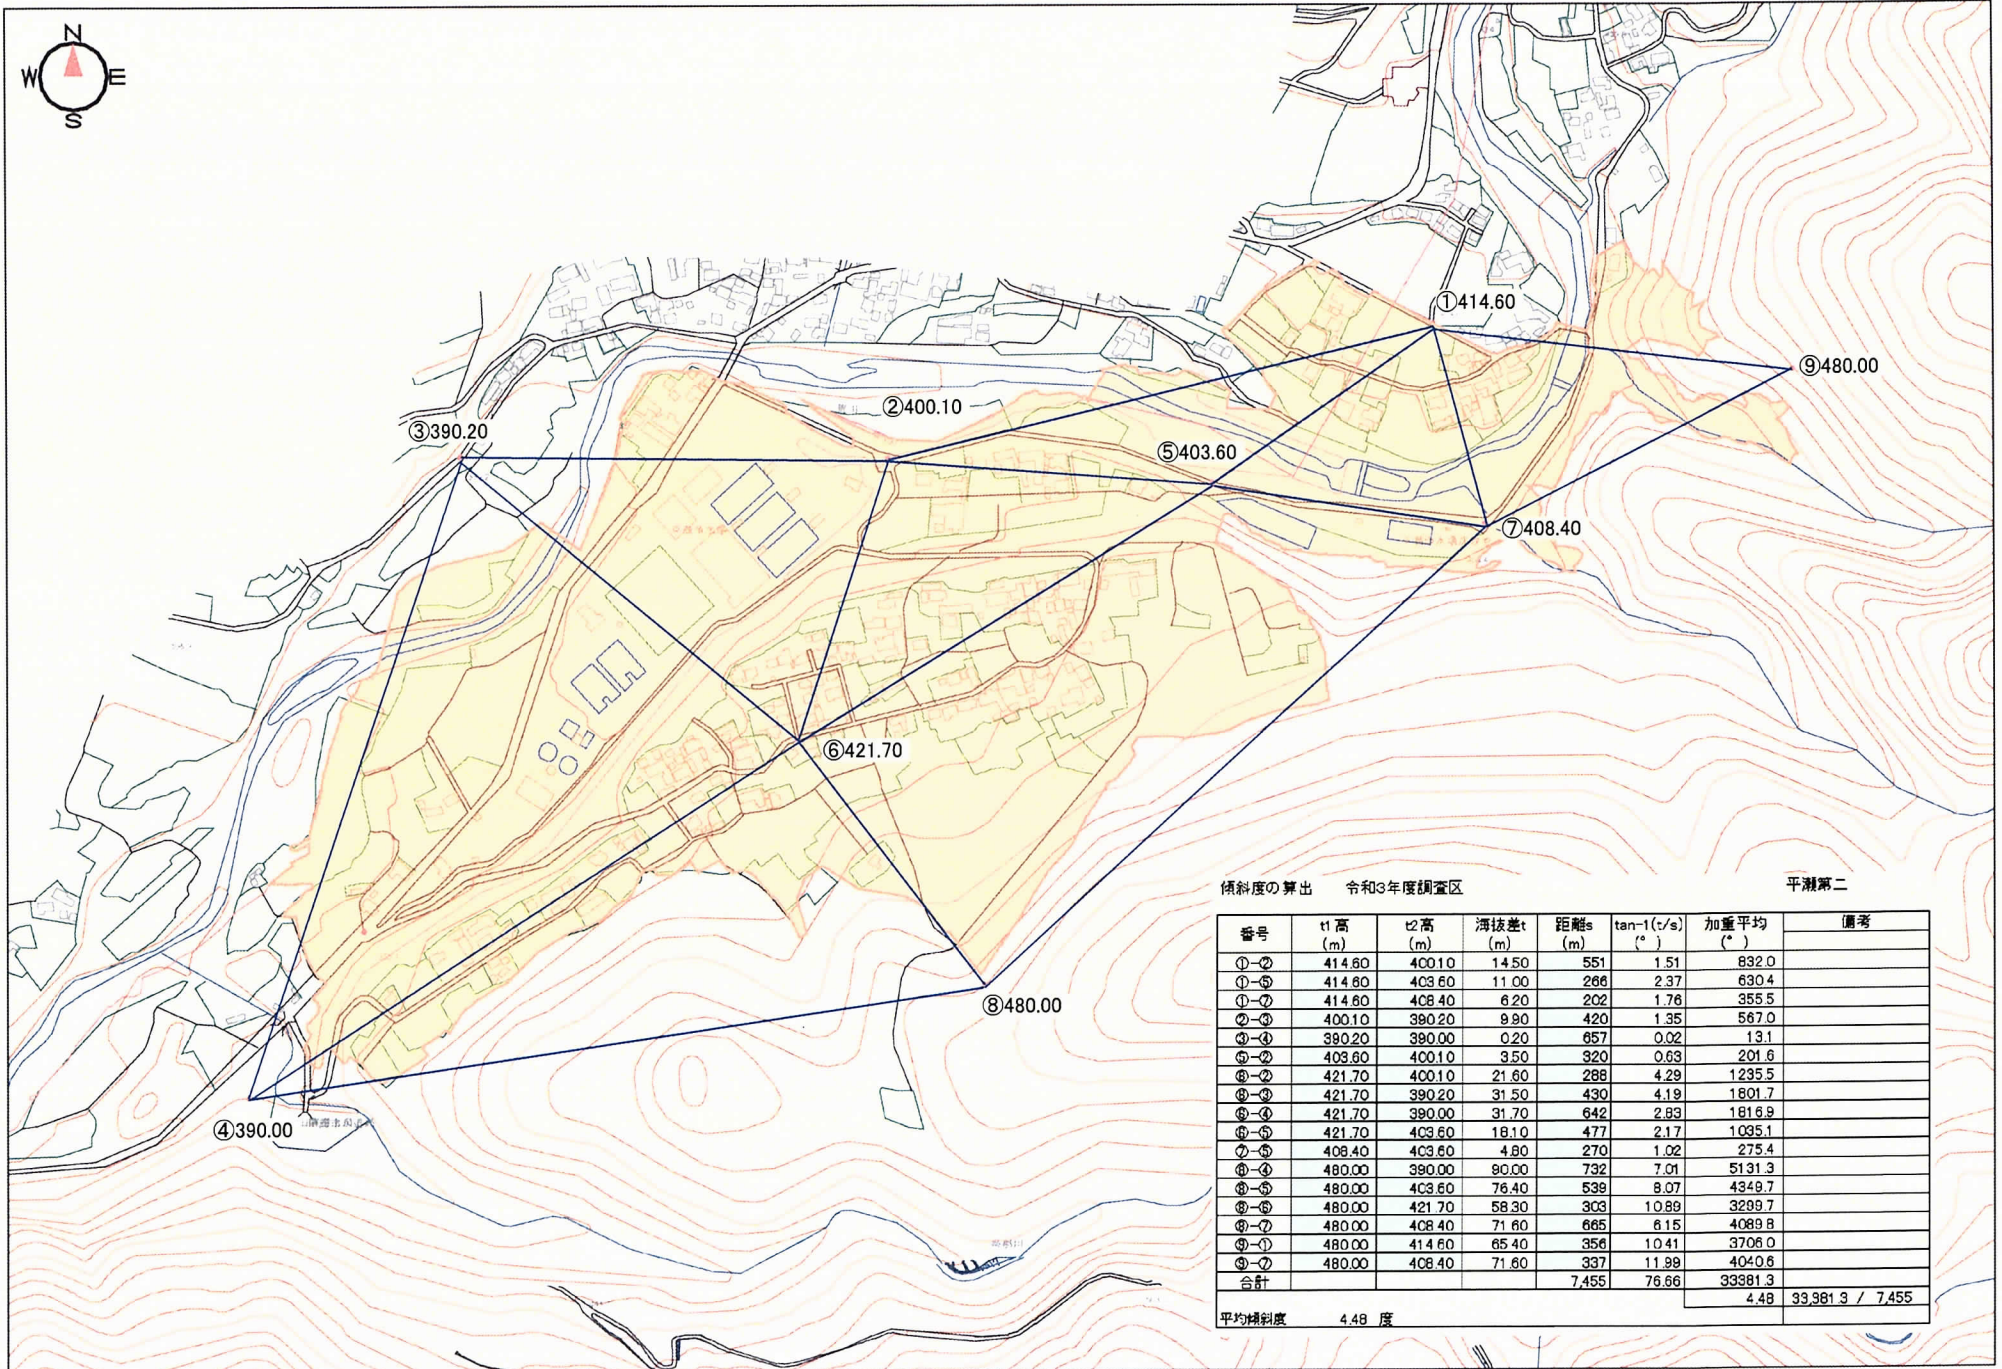 N
W E
S
①414.60
⑨480.00
②400.10
③390.20
⑤403.60
⑦408.40
⑥421.70
⑧480.00
④390.00
傾斜度の算出 令和3年度調査区 平瀬第二
番号 t1高(m) t2高(m) 海抜差t(m) 距離s(m) tan-1(t/s)(°) 加重平均(°) 備考
①-② 414.60 400.10 14.50 551 1.51 832.0
①-⑤ 414.60 403.60 11.00 266 2.37 630.4
①-⑦ 414.60 408.40 6.20 202 1.76 355.5
②-③ 400.10 390.20 9.90 420 1.35 567.0
③-④ 390.20 390.00 0.20 657 0.02 13.1
⑤-② 403.60 400.10 3.50 320 0.63 201.6
⑥-② 421.70 400.10 21.60 288 4.29 1235.5
⑥-③ 421.70 390.20 31.50 430 4.19 1801.7
⑥-④ 421.70 390.00 31.70 642 2.83 1816.9
⑥-⑤ 421.70 403.60 18.10 477 2.17 1035.1
⑦-⑤ 408.40 403.60 4.80 270 1.02 275.4
⑧-④ 480.00 390.00 90.00 732 7.01 5131.3
⑧-⑤ 480.00 403.60 76.40 539 8.07 4349.7
⑧-⑥ 480.00 421.70 58.30 303 10.89 3299.7
⑧-⑦ 480.00 408.40 71.60 665 6.15 4089.8
⑨-① 480.00 414.60 65.40 356 10.41 3706.0
⑨-⑦ 480.00 408.40 71.60 337 11.99 4040.6
合計 7,455 76.66 33381.3
4.48 33,381.3 / 7,455
平均傾斜度 4.48 度